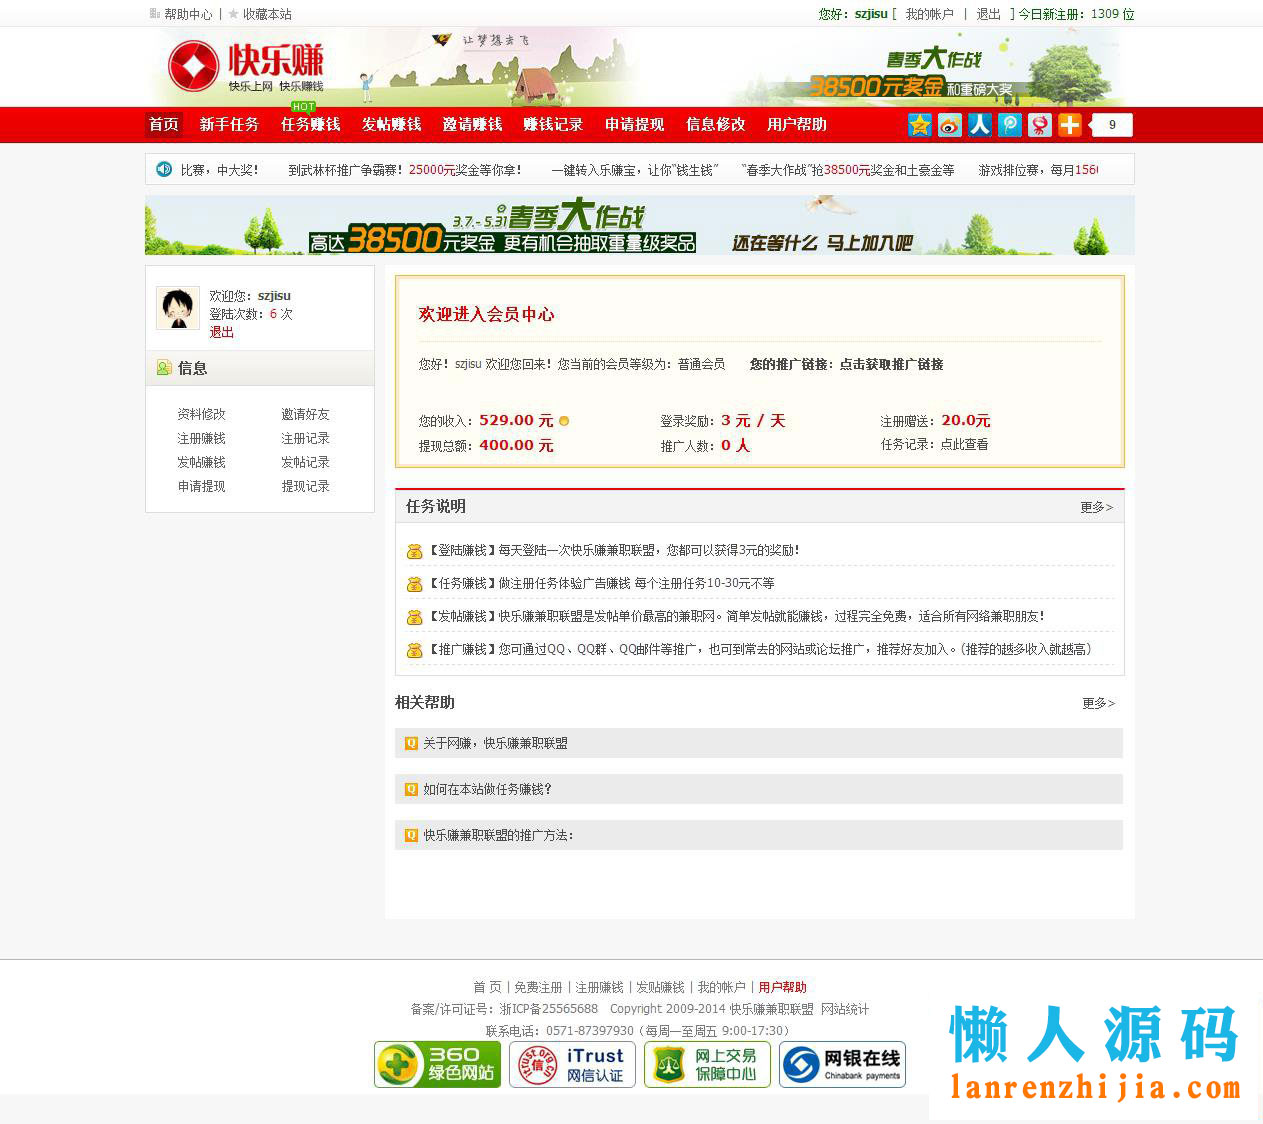 帮助中心 | 收藏本站
您好：szjisu [ 我的帐户 | 退出 ] 今日新注册：1309 位
快乐赚
快乐上网 快乐赚钱
让梦想去飞
春季大作战
38500元奖金 和重磅大奖
HOT
首页 新手任务 任务赚钱 发帖赚钱 邀请赚钱 赚钱记录 申请提现 信息修改 用户帮助
9
比赛，中大奖！ 到武林杯推广争霸赛！25000元奖金等你拿！ 一键转入乐赚宝，让你“钱生钱” “春季大作战”抢38500元奖金和土豪金等 游戏排位赛，每月156
3.7.-5.31 春季大作战
高达38500元奖金 更有机会抽取重量级奖品 还在等什么 马上加入吧
欢迎您：szjisu
登陆次数：6 次
退出
信息
资料修改 邀请好友
注册赚钱 注册记录
发帖赚钱 发帖记录
申请提现 提现记录
欢迎进入会员中心
您好！szjisu 欢迎您回来！您当前的会员等级为：普通会员 您的推广链接：点击获取推广链接
您的收入：529.00 元 登录奖励：3 元 / 天 注册赠送：20.0元
提现总额：400.00 元 推广人数：0 人 任务记录：点此查看
任务说明 更多>
【登陆赚钱】每天登陆一次快乐赚兼职联盟，您都可以获得3元的奖励！
【任务赚钱】做注册任务体验广告赚钱 每个注册任务10-30元不等
【发帖赚钱】快乐赚兼职联盟是发帖单价最高的兼职网。简单发帖就能赚钱，过程完全免费，适合所有网络兼职朋友！
【推广赚钱】您可通过QQ、QQ群、QQ邮件等推广，也可到常去的网站或论坛推广，推荐好友加入。（推荐的越多收入就越高）
相关帮助 更多>
Q 关于网赚，快乐赚兼职联盟
Q 如何在本站做任务赚钱？
Q 快乐赚兼职联盟的推广方法：
首 页 | 免费注册 | 注册赚钱 | 发贴赚钱 | 我的帐户 | 用户帮助
备案/许可证号：浙ICP备25565688 Copyright 2009-2014 快乐赚兼职联盟 网站统计
联系电话：0571-87397930（每周一至周五 9:00-17:30）
360
绿色网站
iTrust
网信认证
网上交易
保障中心
网银在线
Chinabank payments
懒人源码
lanrenzhijia.com